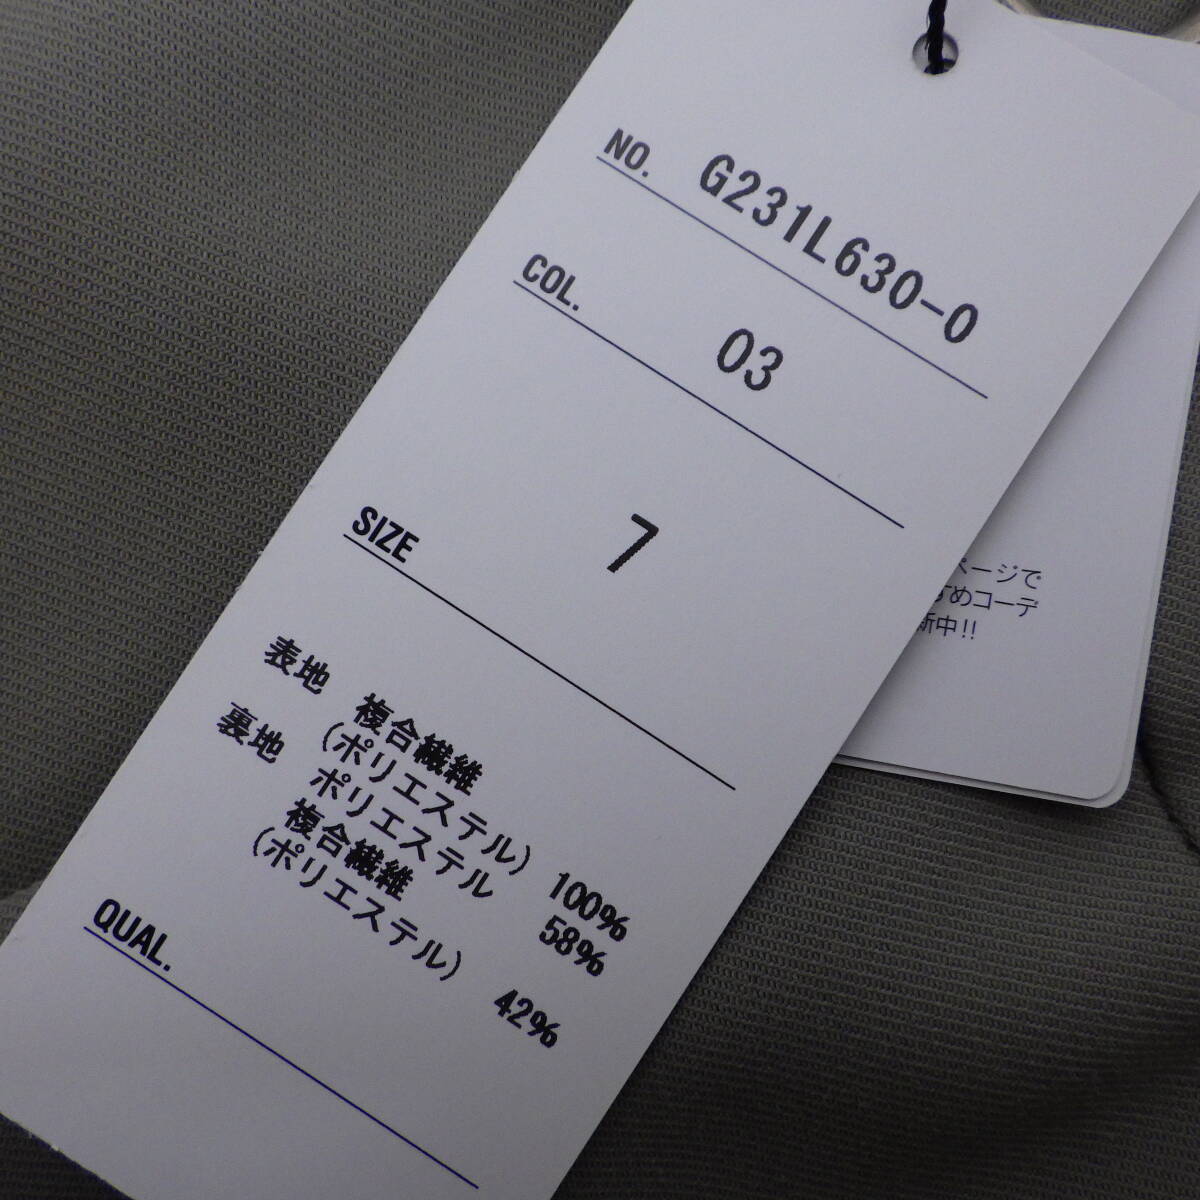 NO. G231L630-0
COL. 03
SIZE 7
表地 複合繊維
(ポリエステル) 100%
裏地 ポリエステル 58%
複合繊維
(ポリエステル) 42%
QUAL.
ページで
すめコーデ
新中!!